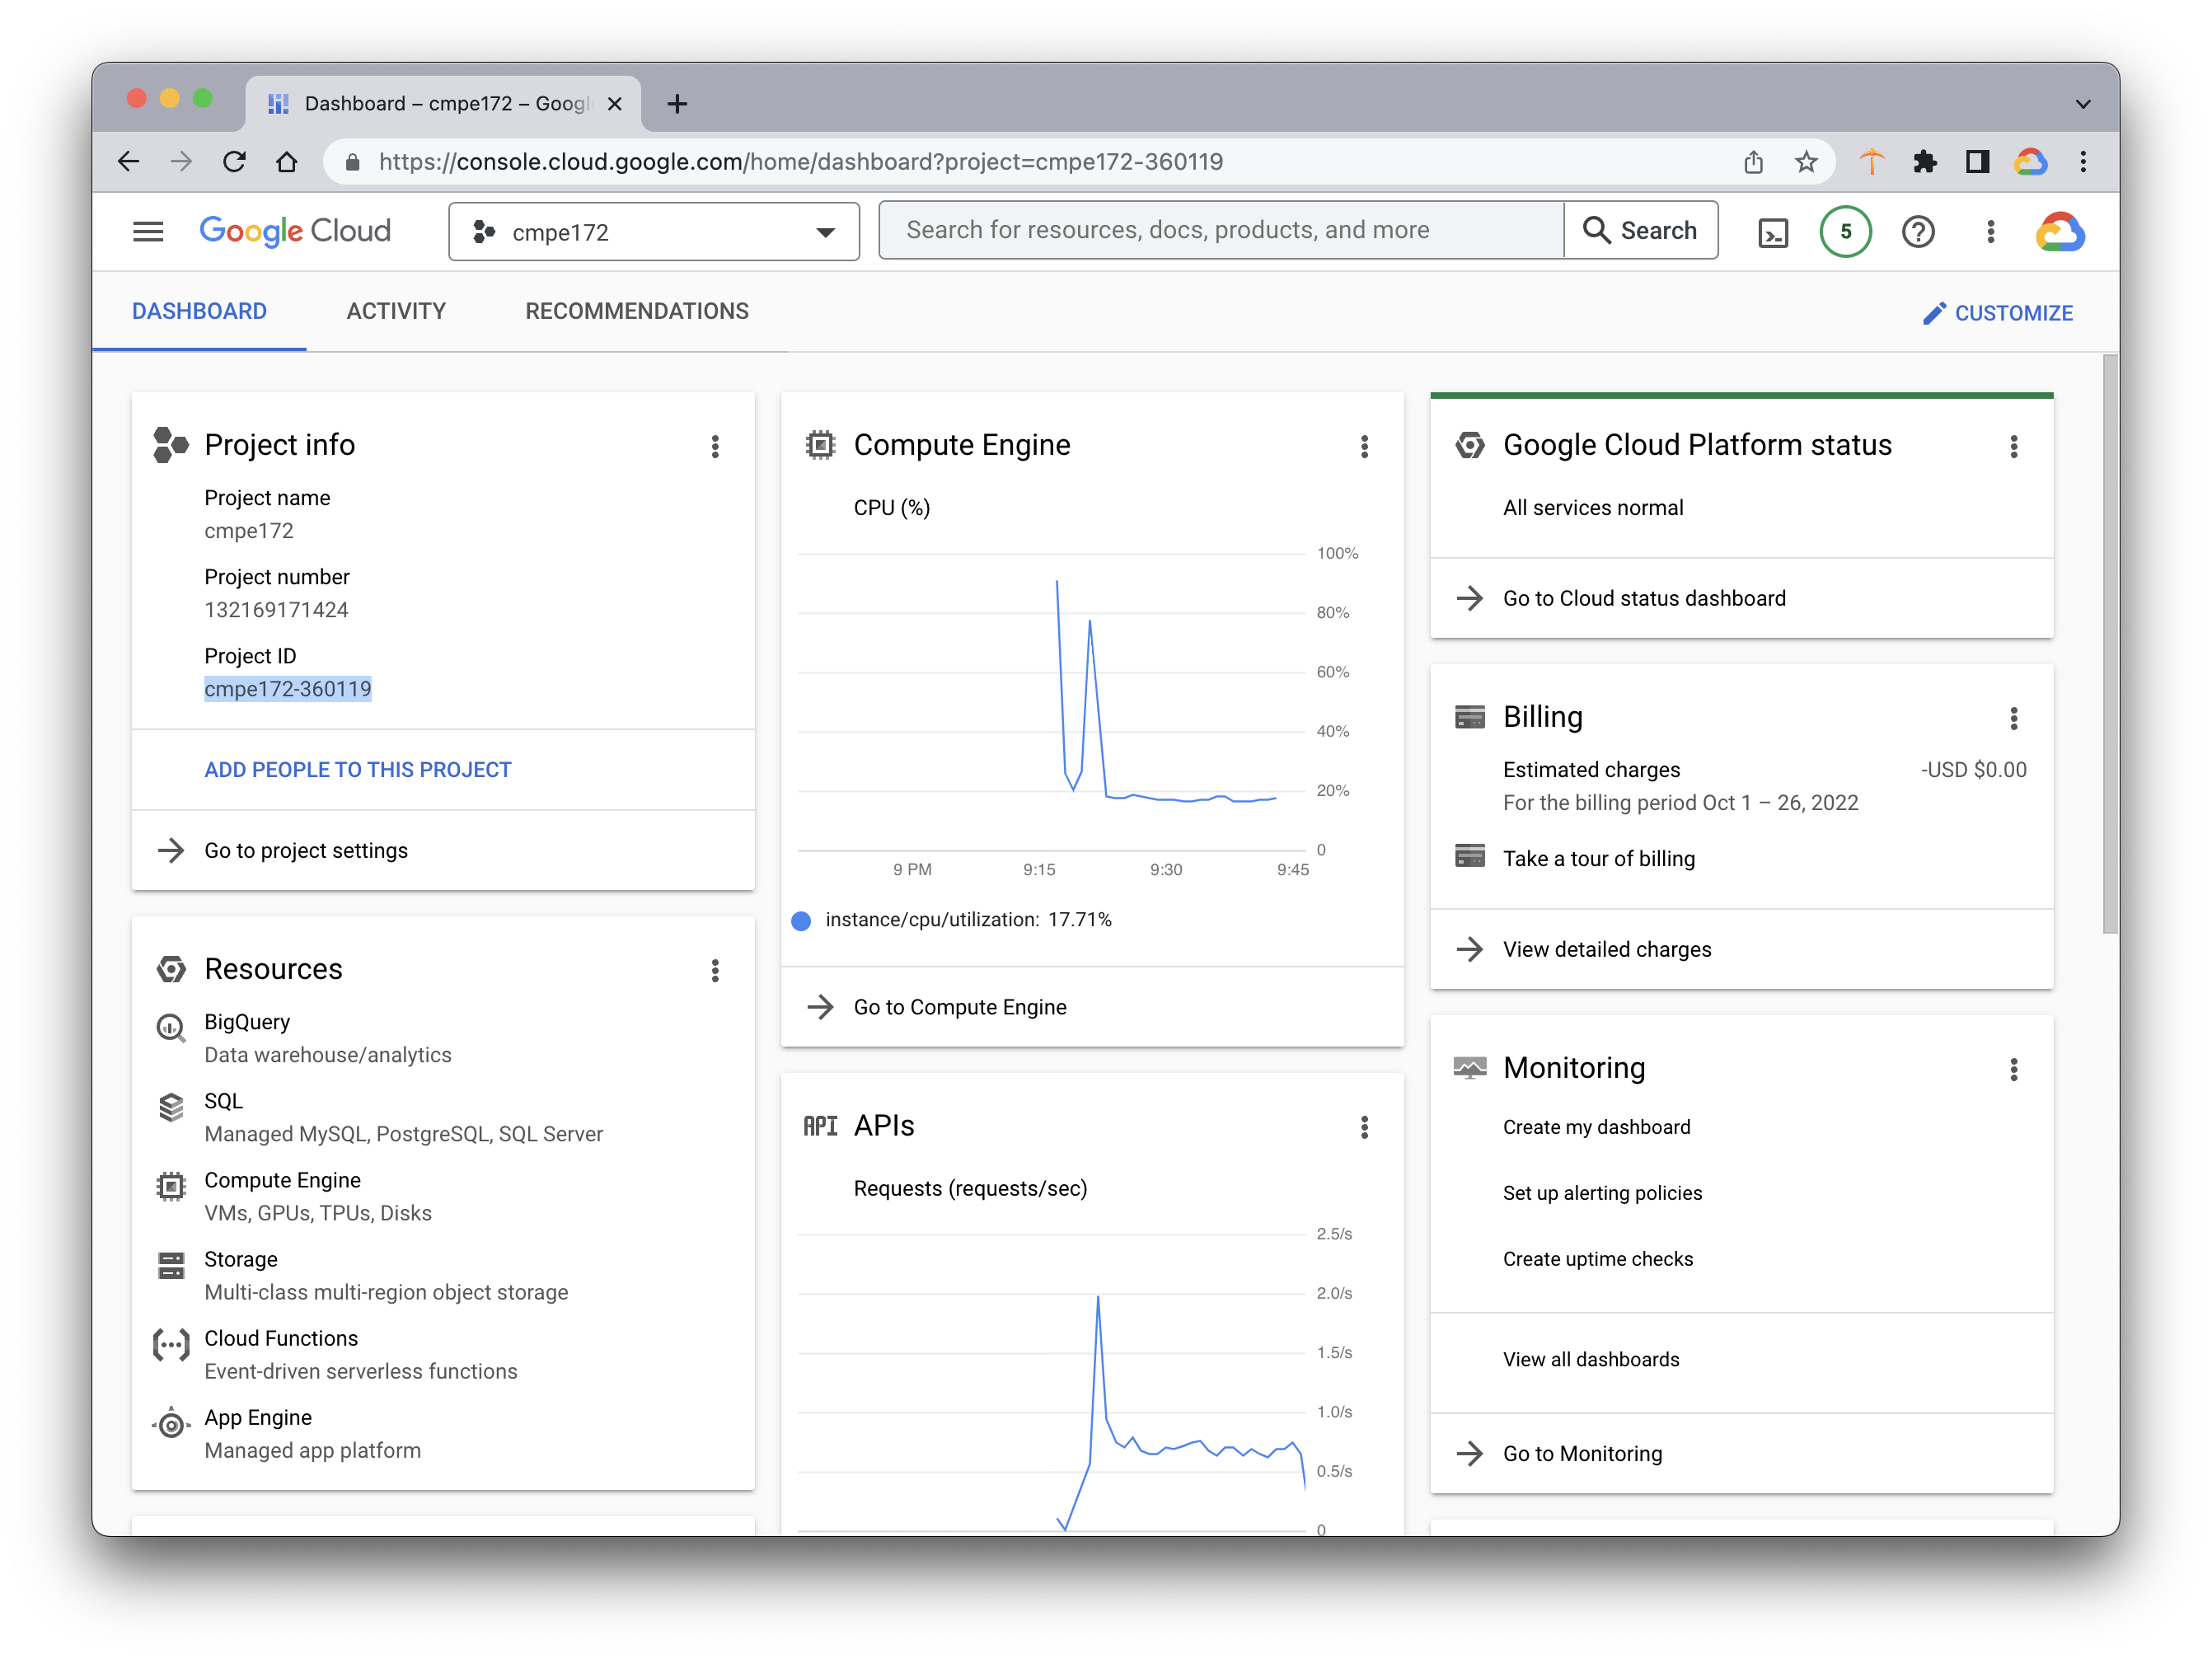 Dashboard – cmpe172 – Googl
https://console.cloud.google.com/home/dashboard?project=cmpe172-360119
Google Cloud
cmpe172
Search for resources, docs, products, and more
Search
5
DASHBOARD
ACTIVITY
RECOMMENDATIONS
CUSTOMIZE
Project info
Project name
cmpe172
Project number
132169171424
Project ID
cmpe172-360119
ADD PEOPLE TO THIS PROJECT
Go to project settings
Resources
BigQuery
Data warehouse/analytics
SQL
Managed MySQL, PostgreSQL, SQL Server
Compute Engine
VMs, GPUs, TPUs, Disks
Storage
Multi-class multi-region object storage
Cloud Functions
Event-driven serverless functions
App Engine
Managed app platform
Compute Engine
CPU (%)
100%
80%
60%
40%
20%
0
9 PM 9:15 9:30 9:45
instance/cpu/utilization: 17.71%
Go to Compute Engine
API APIs
Requests (requests/sec)
2.5/s
2.0/s
1.5/s
1.0/s
0.5/s
0
Google Cloud Platform status
All services normal
Go to Cloud status dashboard
Billing
Estimated charges -USD $0.00
For the billing period Oct 1 – 26, 2022
Take a tour of billing
View detailed charges
Monitoring
Create my dashboard
Set up alerting policies
Create uptime checks
View all dashboards
Go to Monitoring